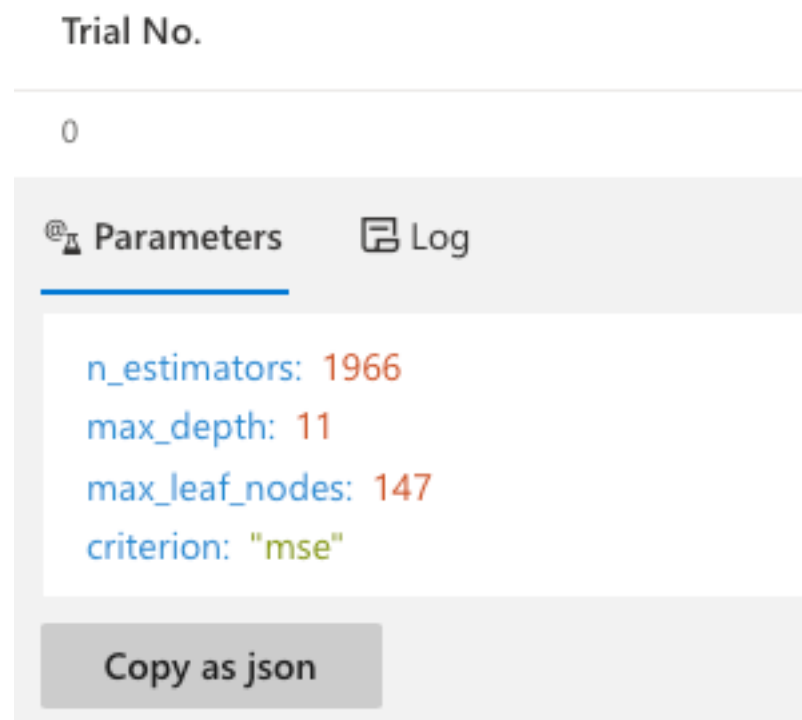 Trial No.
0
Parameters Log
n_estimators: 1966
max_depth: 11
max_leaf_nodes: 147
criterion: "mse"
Copy as json